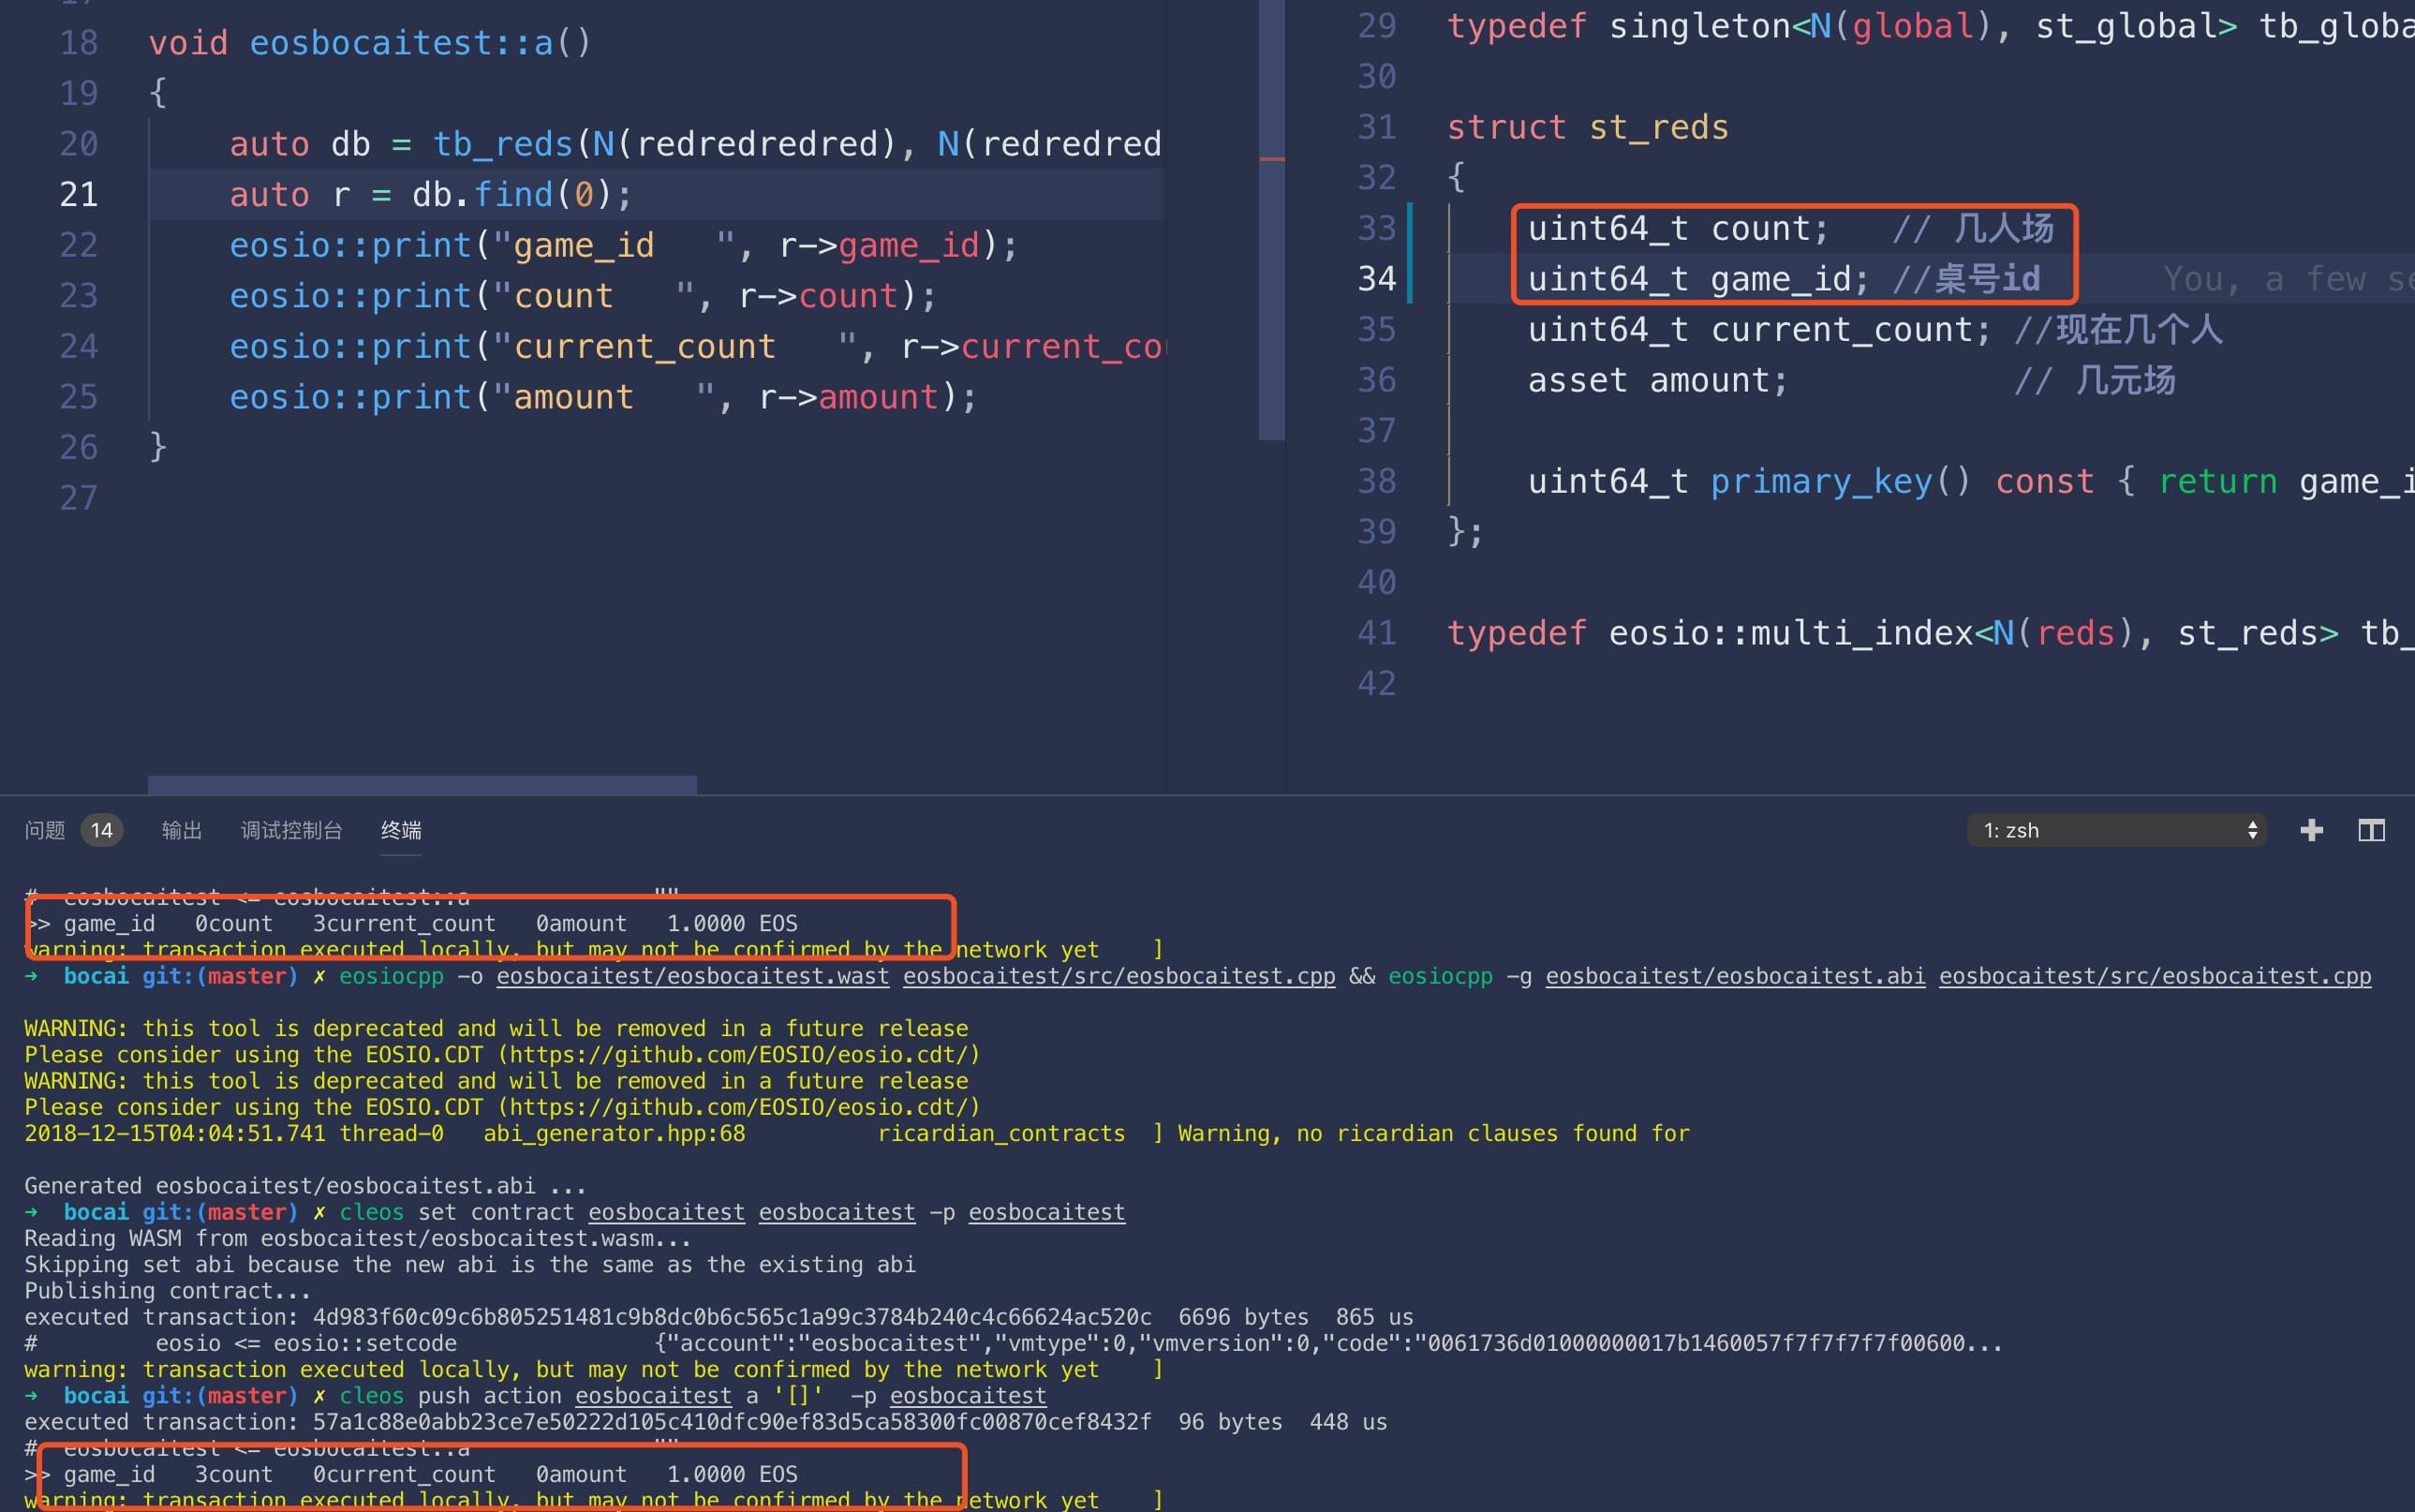 17
18 void eosbocaitest::a()
19 {
20 auto db = tb_reds(N(redredredred), N(redredred
21 auto r = db.find(0);
22 eosio::print("game_id   ", r->game_id);
23 eosio::print("count   ", r->count);
24 eosio::print("current_count   ", r->current_cou
25 eosio::print("amount   ", r->amount);
26 }
27
29 typedef singleton<N(global), st_global> tb_globa
30
31 struct st_reds
32 {
33 uint64_t count;   // 几人场
34 uint64_t game_id; //桌号id You, a few se
35 uint64_t current_count; //现在几个人
36 asset amount;           // 几元场
37
38 uint64_t primary_key() const { return game_i
39 };
40
41 typedef eosio::multi_index<N(reds), st_reds> tb_
42
问题 14 输出 调试控制台 终端 1: zsh
#  eosbocaitest <= eosbocaitest::a              ""
>> game_id   0count   3current_count   0amount   1.0000 EOS
warning: transaction executed locally, but may not be confirmed by the network yet    ]
➜  bocai git:(master) ✗ eosiocpp -o eosbocaitest/eosbocaitest.wast eosbocaitest/src/eosbocaitest.cpp && eosiocpp -g eosbocaitest/eosbocaitest.abi eosbocaitest/src/eosbocaitest.cpp
WARNING: this tool is deprecated and will be removed in a future release
Please consider using the EOSIO.CDT (https://github.com/EOSIO/eosio.cdt/)
WARNING: this tool is deprecated and will be removed in a future release
Please consider using the EOSIO.CDT (https://github.com/EOSIO/eosio.cdt/)
2018-12-15T04:04:51.741 thread-0   abi_generator.hpp:68          ricardian_contracts  ] Warning, no ricardian clauses found for
Generated eosbocaitest/eosbocaitest.abi ...
➜  bocai git:(master) ✗ cleos set contract eosbocaitest eosbocaitest -p eosbocaitest
Reading WASM from eosbocaitest/eosbocaitest.wasm...
Skipping set abi because the new abi is the same as the existing abi
Publishing contract...
executed transaction: 4d983f60c09c6b805251481c9b8dc0b6c565c1a99c3784b240c4c66624ac520c  6696 bytes  865 us
#         eosio <= eosio::setcode               {"account":"eosbocaitest","vmtype":0,"vmversion":0,"code":"0061736d01000000017b1460057f7f7f7f7f00600...
warning: transaction executed locally, but may not be confirmed by the network yet    ]
➜  bocai git:(master) ✗ cleos push action eosbocaitest a '[]'  -p eosbocaitest
executed transaction: 57a1c88e0abb23ce7e50222d105c410dfc90ef83d5ca58300fc00870cef8432f  96 bytes  448 us
#  eosbocaitest <= eosbocaitest::a              ""
>> game_id   3count   0current_count   0amount   1.0000 EOS
warning: transaction executed locally, but may not be confirmed by the network yet    ]